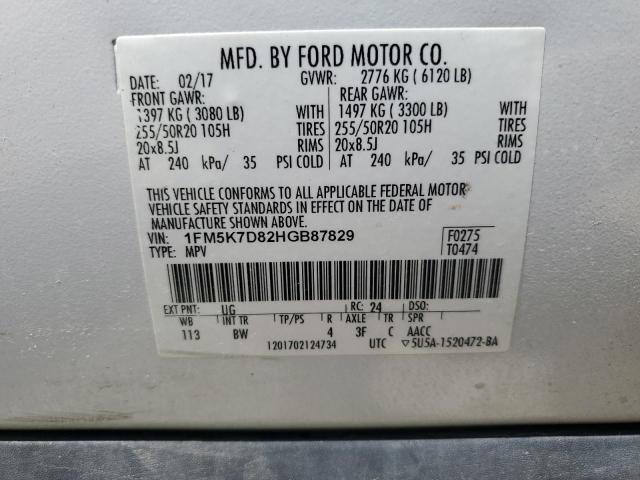 MFD. BY FORD MOTOR CO.
DATE: 02/17 GVWR: 2776 KG ( 6120 LB)
FRONT GAWR: REAR GAWR:
1397 KG ( 3080 LB) WITH 1497 KG ( 3300 LB) WITH
255/50R20 105H TIRES 255/50R20 105H TIRES
20x8.5J RIMS 20x8.5J RIMS
AT 240 kPa/ 35 PSI COLD AT 240 kPa/ 35 PSI COLD
THIS VEHICLE CONFORMS TO ALL APPLICABLE FEDERAL MOTOR
VEHICLE SAFETY STANDARDS IN EFFECT ON THE DATE OF
MANUFACTURE SHOWN ABOVE.
VIN: 1FM5K7D82HGB87829 F0275
TYPE: MPV T0474
EXT PNT: UG RC: 24 DSO:
WB INT TR TP/PS R AXLE TR SPR
113 BW 4 3F C AACC
1201702124734 UTC ▽5U5A-1520472-BA